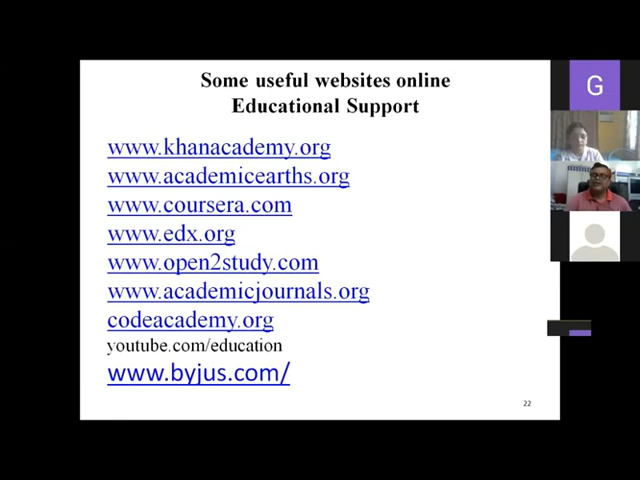 Some useful websites online
Educational Support
www.khanacademy.org
www.academicearths.org
www.coursera.com
www.edx.org
www.open2study.com
www.academicjournals.org
codeacademy.org
youtube.com/education
www.byjus.com/
22
G